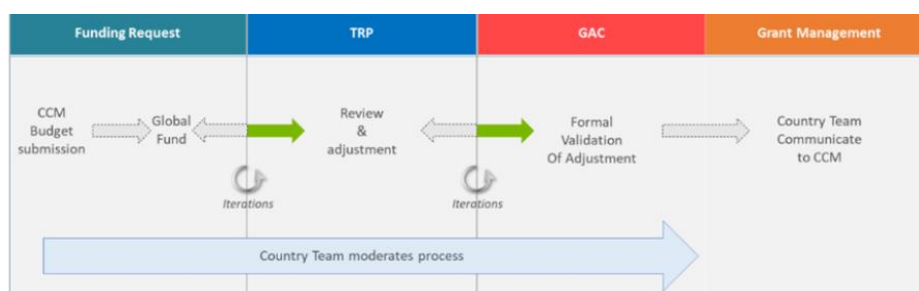 Funding Request
TRP
GAC
Grant Management
CCM
Budget
submission
Global
Fund
Review
&
adjustment
Formal
Validation
Of Adjustment
Country Team
Communicate
to CCM
Iterations
Iterations
Country Team moderates process